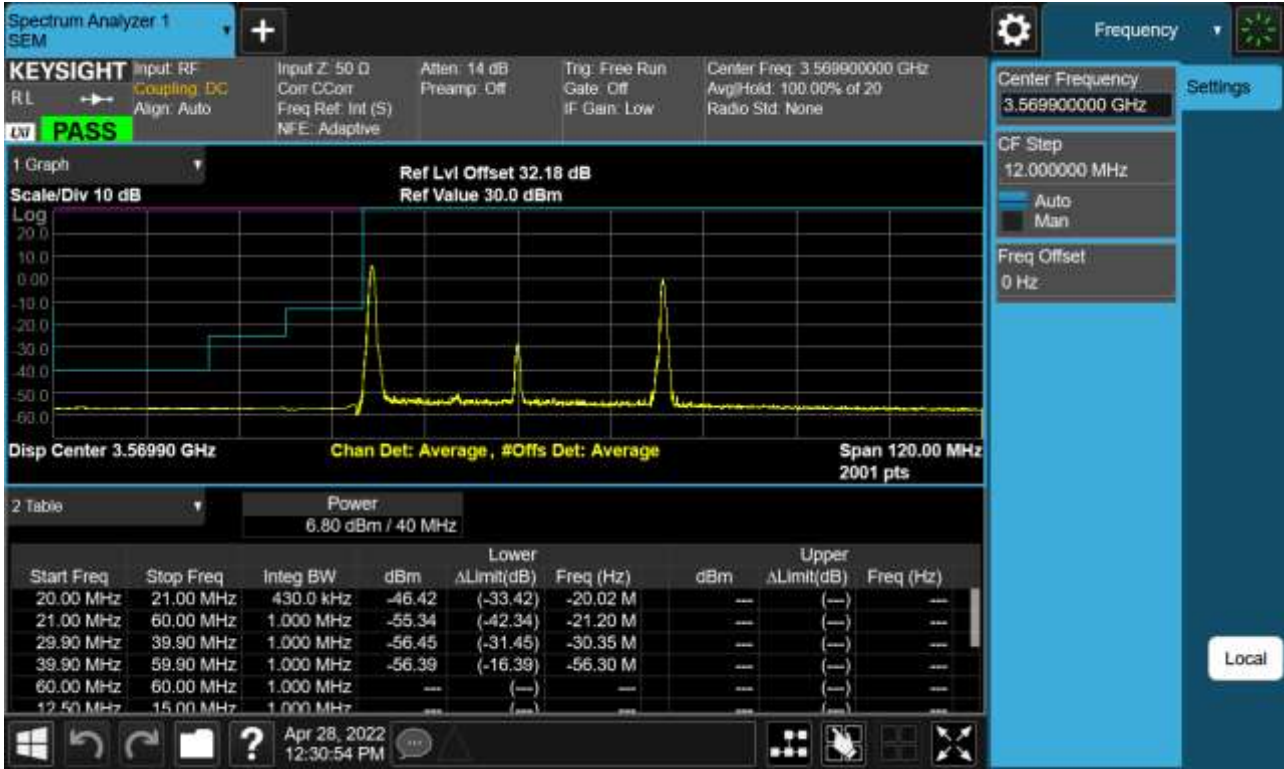 Spectrum Analyzer 1
SEM
+
Frequency
KEYSIGHT
RL
LXI
PASS
Input: RF
Coupling: DC
Align: Auto
Input Z: 50 Ω
Corr CCorr
Freq Ref: Int (S)
NFE: Adaptive
Atten: 14 dB
Preamp: Off
Trig: Free Run
Gate: Off
IF Gain: Low
Center Freq: 3.569900000 GHz
Avg|Hold: 100.00% of 20
Radio Std: None
Center Frequency
3.569900000 GHz
Settings
CF Step
12.000000 MHz
Auto
Man
Freq Offset
0 Hz
1 Graph
Scale/Div 10 dB
Ref Lvl Offset 32.18 dB
Ref Value 30.0 dBm
Log
20.0
10.0
0.00
-10.0
-20.0
-30.0
-40.0
-50.0
-60.0
Disp Center 3.56990 GHz
Chan Det: Average, #Offs Det: Average
Span 120.00 MHz
2001 pts
2 Table
Power
6.80 dBm / 40 MHz
Lower Upper
Start Freq Stop Freq Integ BW dBm ΔLimit(dB) Freq (Hz) dBm ΔLimit(dB) Freq (Hz)
20.00 MHz 21.00 MHz 430.0 kHz -46.42 (-33.42) -20.02 M --- (---) ---
21.00 MHz 60.00 MHz 1.000 MHz -55.34 (-42.34) -21.20 M --- (---) ---
29.90 MHz 39.90 MHz 1.000 MHz -56.45 (-31.45) -30.35 M --- (---) ---
39.90 MHz 59.90 MHz 1.000 MHz -56.39 (-16.39) -56.30 M --- (---) ---
60.00 MHz 60.00 MHz 1.000 MHz --- (---) --- --- (---) ---
12.50 MHz 15.00 MHz 1.000 MHz --- (---) --- --- (---) ---
Local
?
Apr 28, 2022
12:30:54 PM